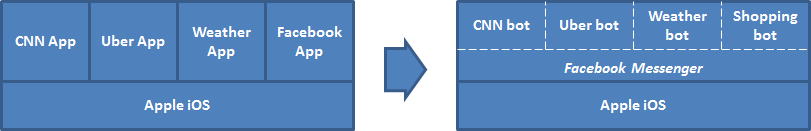 CNN App
Uber App
Weather
App
Facebook
App
Apple iOS
CNN bot
Uber bot
Weather
bot
Shopping
bot
Facebook Messenger
Apple iOS